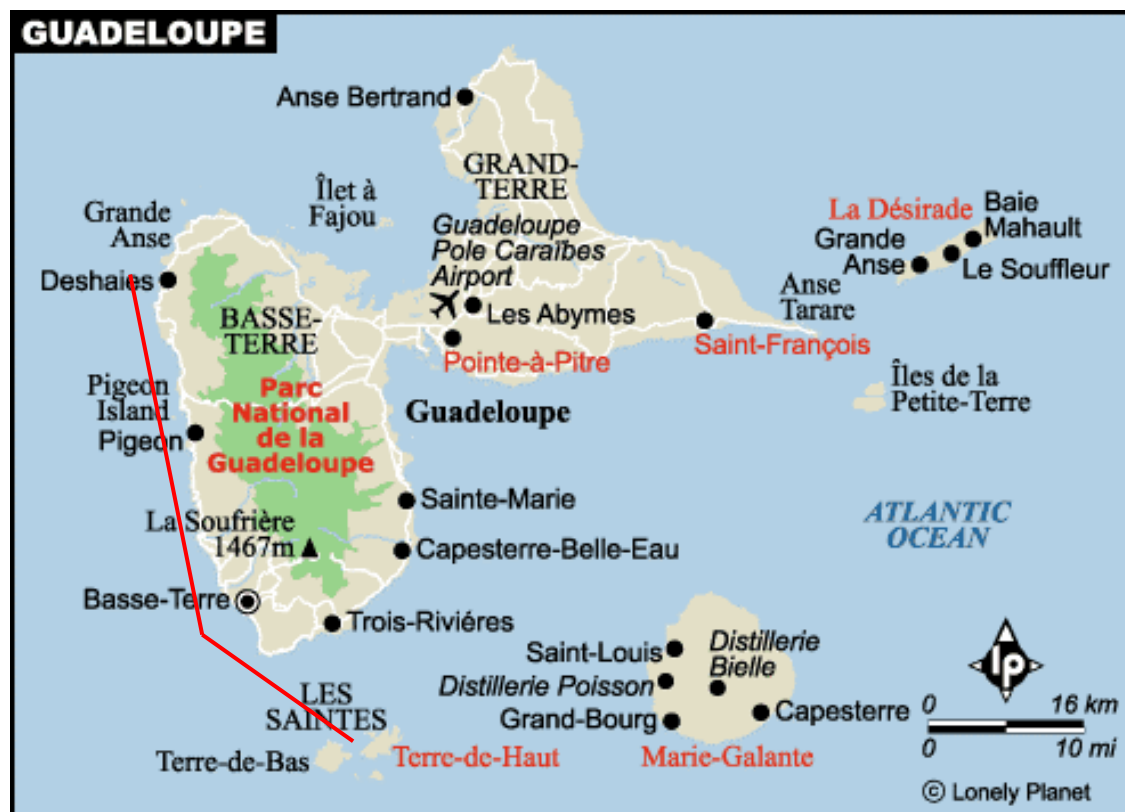 GUADELOUPE
Anse Bertrand
GRAND-
TERRE
Îlet à
Fajou
Grande
Anse
Guadeloupe
Pole Caraïbes
Airport
La Désirade
Baie
Mahault
Grande
Anse
Le Souffleur
Deshaies
Anse
Tarare
BASSE-
TERRE
Les Abymes
Pointe-à-Pitre
Saint-François
Pigeon
Island
Pigeon
Parc
National
de la
Guadeloupe
Guadeloupe
Îles de la
Petite-Terre
Sainte-Marie
La Soufrière
1467m
Capesterre-Belle-Eau
ATLANTIC
OCEAN
Basse-Terre
Trois-Riviéres
Saint-Louis
Distillerie
Bielle
Distillerie Poisson
Grand-Bourg
Capesterre
LES
SAINTES
Terre-de-Bas
Terre-de-Haut
Marie-Galante
lp
0 16 km
0 10 mi
© Lonely Planet